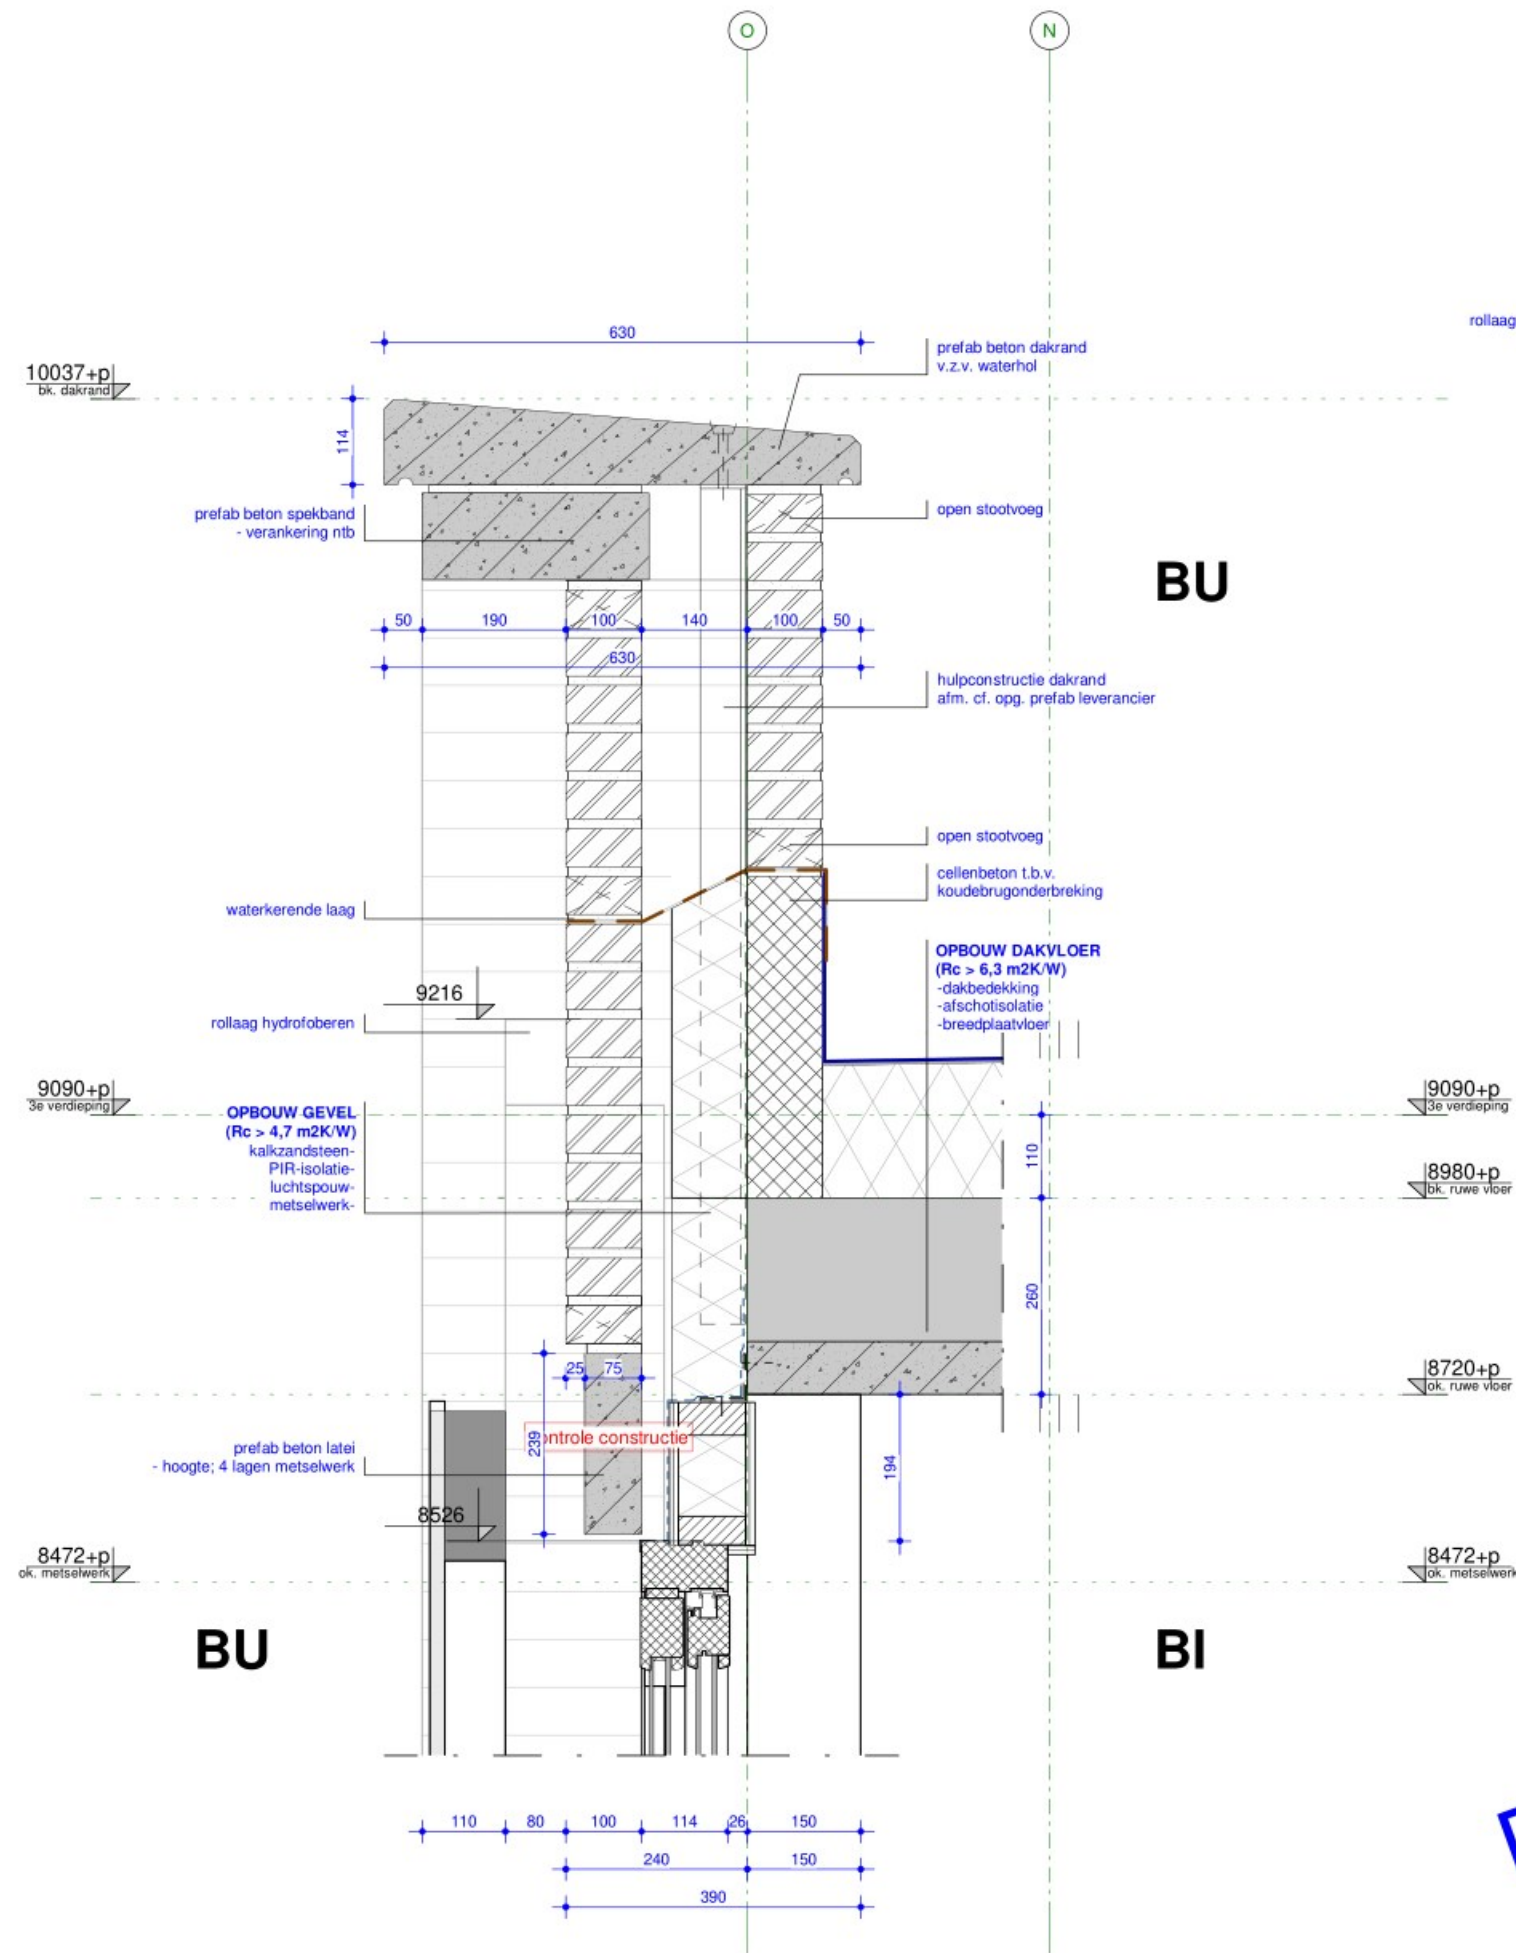 O
N
630
rollaag
prefab beton dakrand
v.z.v. waterhol
10037+p
bk. dakrand
114
prefab beton spekband
- verankering ntb
open stootvoeg
BU
50 190 100 140 100 50
630
hulpconstructie dakrand
afm. cf. opg. prefab leverancier
open stootvoeg
cellenbeton t.b.v.
koudebrugonderbreking
waterkerende laag
OPBOUW DAKVLOER
(Rc > 6,3 m2K/W)
-dakbedekking
-afschotisolatie
-breedplaatvloer
9216
rollaag hydrofoberen
9090+p
3e verdieping
9090+p
3e verdieping
OPBOUW GEVEL
(Rc > 4,7 m2K/W)
kalkzandsteen-
PIR-isolatie-
luchtspouw-
metselwerk-
110
8980+p
bk. ruwe vloer
260
25 75
8720+p
ok. ruwe vloer
239
ontrole constructie
prefab beton latei
- hoogte; 4 lagen metselwerk
194
8526
8472+p
ok. metselwerk
8472+p
ok. metselwerk
BU
BI
110 80 100 114 26 150
240 150
390